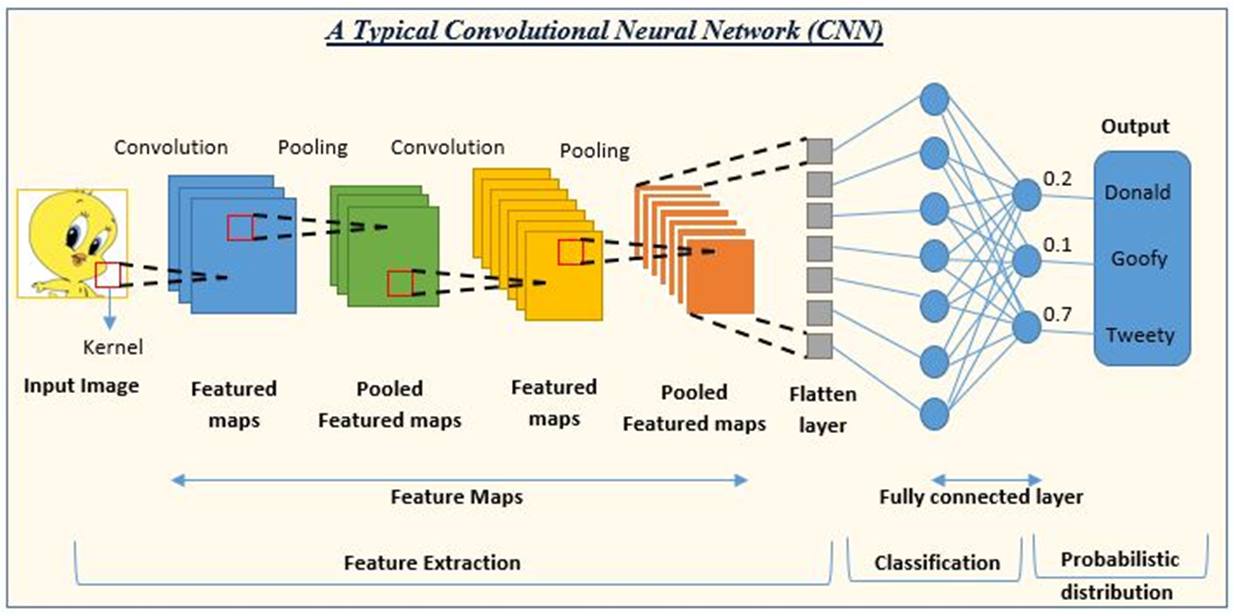 A Typical Convolutional Neural Network (CNN)
Convolution
Pooling
Convolution
Pooling
Output
0.2
Donald
0.1
Goofy
0.7
Tweety
Kernel
Input Image
Featured
maps
Pooled
Featured maps
Featured
maps
Pooled
Featured maps
Flatten
layer
Feature Maps
Fully connected layer
Feature Extraction
Classification
Probabilistic
distribution